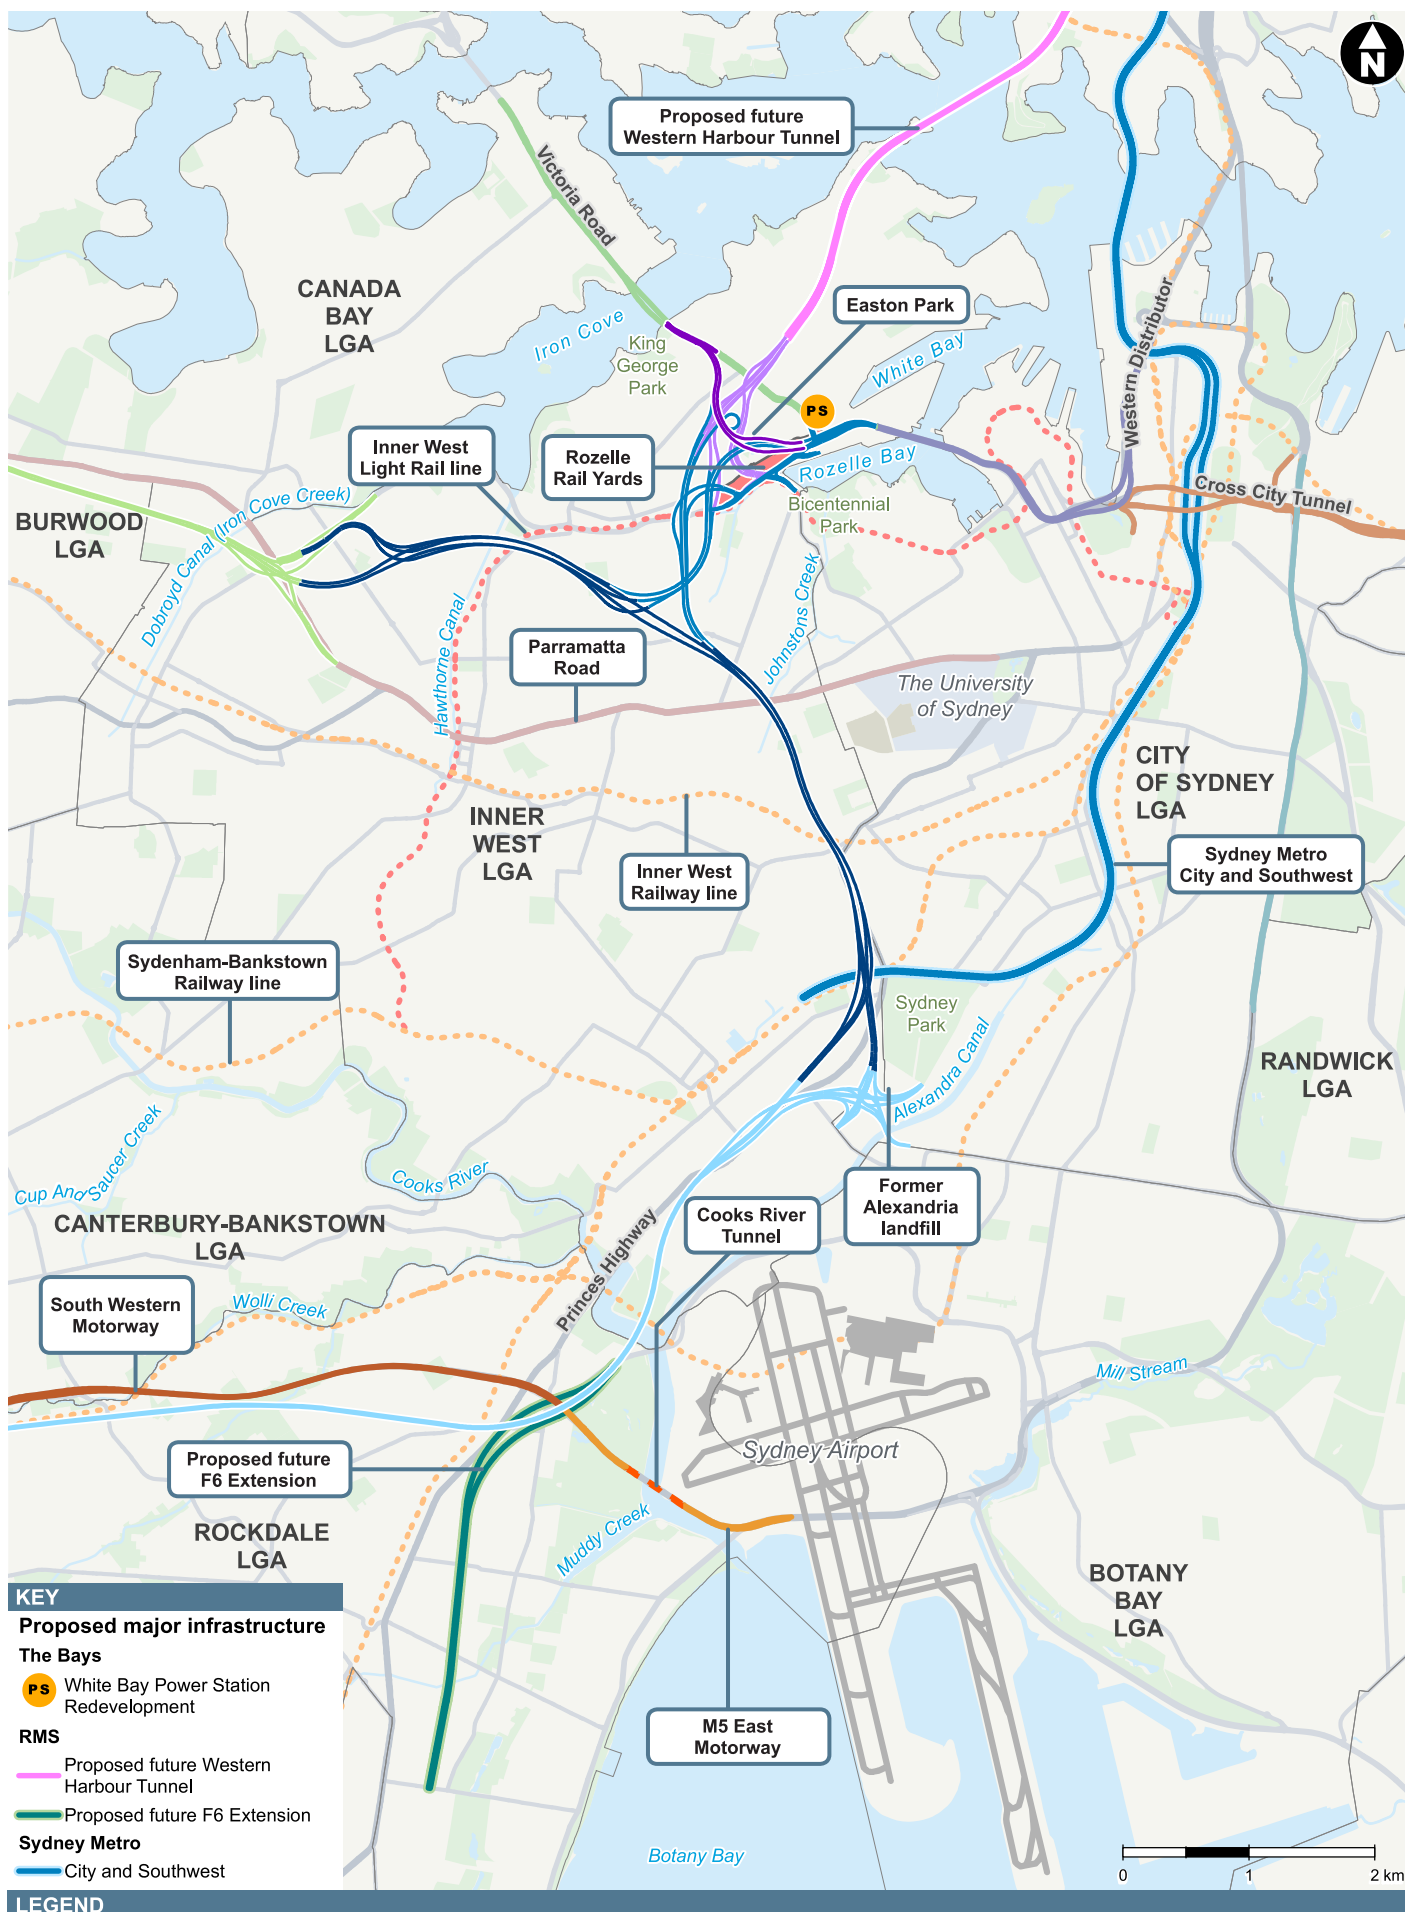 N
Proposed future
Western Harbour Tunnel
Victoria Road
CANADA
BAY
LGA
Iron Cove
King
George
Park
Easton Park
White Bay
Western Distributor
PS
Inner West
Light Rail line
Rozelle
Rail Yards
Rozelle Bay
Bicentennial
Park
Cross City Tunnel
BURWOOD
LGA
Dobroyd Canal (Iron Cove Creek)
Hawthorne Canal
Johnstons Creek
Parramatta
Road
The University
of Sydney
CITY
OF SYDNEY
LGA
INNER
WEST
LGA
Inner West
Railway line
Sydney Metro
City and Southwest
Sydenham-Bankstown
Railway line
Sydney
Park
Alexandra Canal
RANDWICK
LGA
Cup And Saucer Creek
Cooks River
CANTERBURY-BANKSTOWN
LGA
Former
Alexandria
landfill
Cooks River
Tunnel
Princes Highway
South Western
Motorway
Wolli Creek
Mill Stream
Sydney Airport
Proposed future
F6 Extension
Muddy Creek
ROCKDALE
LGA
BOTANY
BAY
LGA
M5 East
Motorway
Botany Bay
KEY
Proposed major infrastructure
The Bays
PS White Bay Power Station
Redevelopment
RMS
Proposed future Western
Harbour Tunnel
Proposed future F6 Extension
Sydney Metro
City and Southwest
0 1 2 km
LEGEND